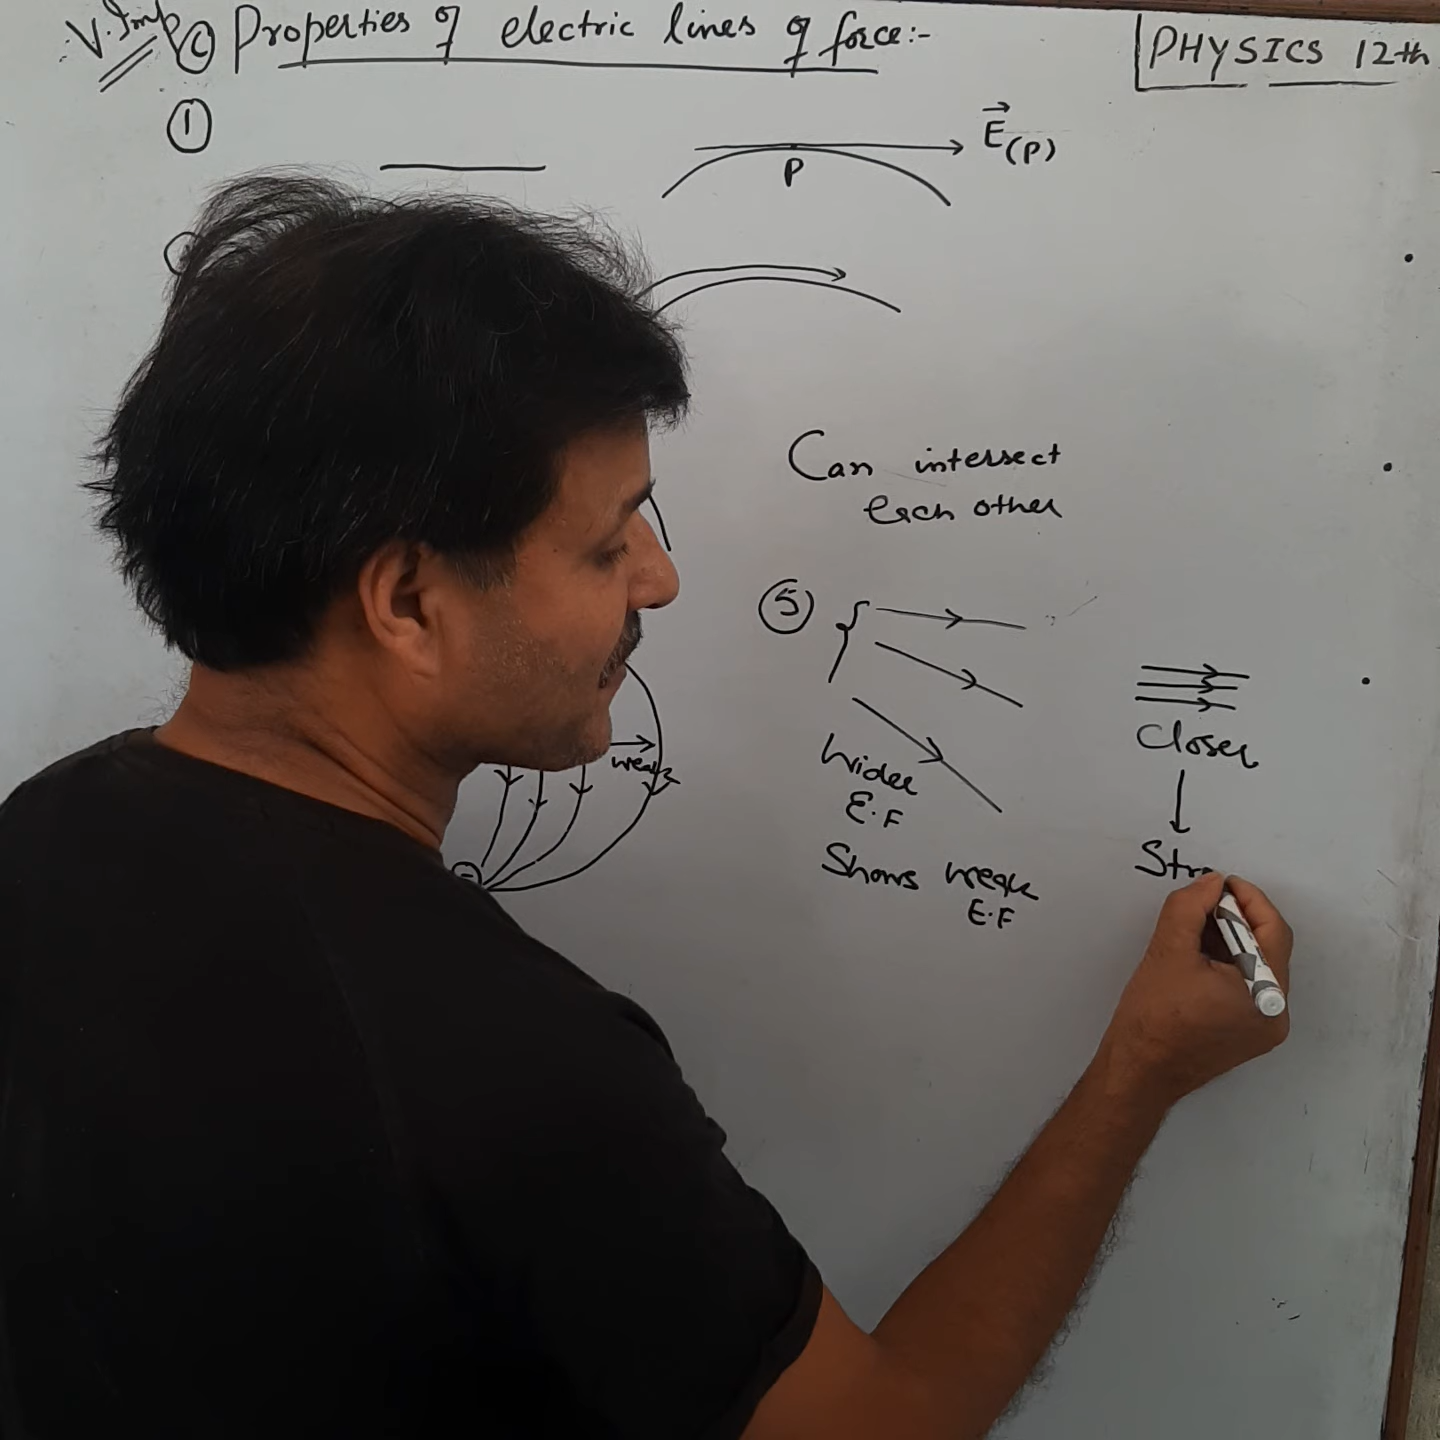 V. Imp (c) Properties of electric lines of force:-
PHYSICS 12th
①
E⃗(P)
P
Can intersect
each other
⑤
weak
-
Wider
E.F
Shows weak
E.F
Closer
Stro